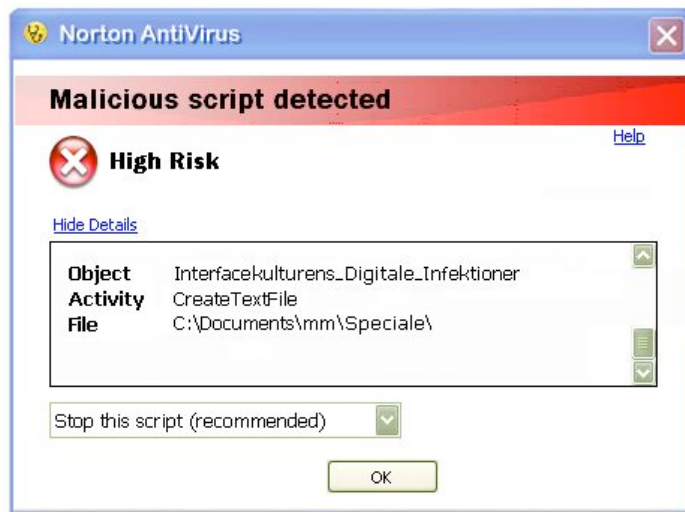 Norton AntiVirus
Malicious script detected
Help
High Risk
Hide Details
Object Interfacekulturens_Digitale_Infektioner
Activity CreateTextFile
File C:\Documents\mm\Speciale\
Stop this script (recommended)
OK